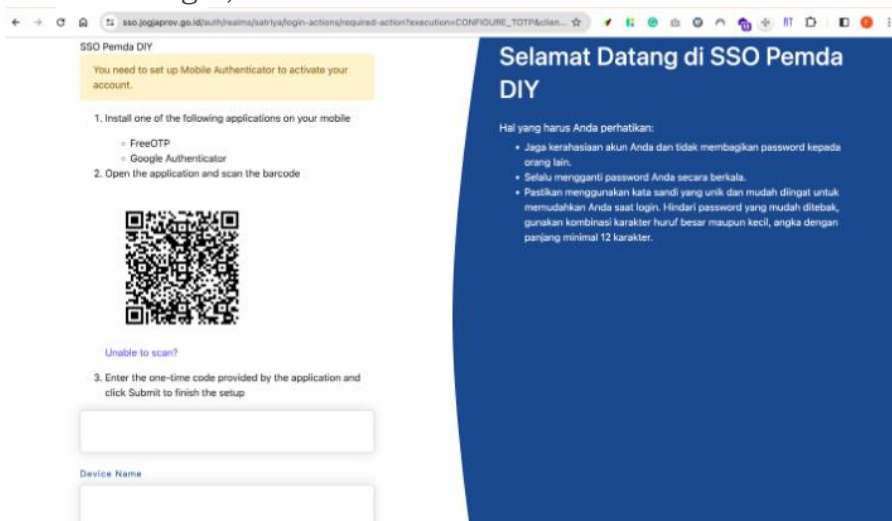 sso.jogjaprov.go.id/auth/realms/satriya/login-actions/required-action?execution=CONFIGURE_TOTP&clien...
SSO Pemda DIY
You need to set up Mobile Authenticator to activate your
account.
1. Install one of the following applications on your mobile
FreeOTP
Google Authenticator
2. Open the application and scan the barcode
Unable to scan?
3. Enter the one-time code provided by the application and
click Submit to finish the setup
Device Name
Selamat Datang di SSO Pemda
DIY
Hal yang harus Anda perhatikan:
Jaga kerahasiaan akun Anda dan tidak membagikan password kepada
orang lain.
Selalu mengganti password Anda secara berkala.
Pastikan menggunakan kata sandi yang unik dan mudah diingat untuk
memudahkan Anda saat login. Hindari password yang mudah ditebak,
gunakan kombinasi karakter huruf besar maupun kecil, angka dengan
panjang minimal 12 karakter.